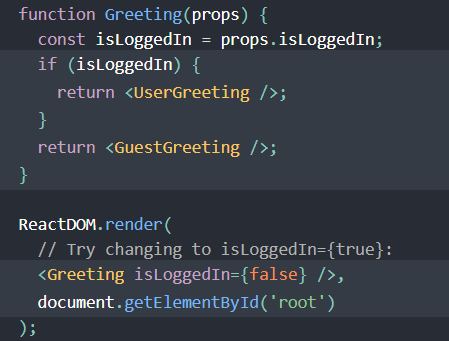 function Greeting(props) {
  const isLoggedIn = props.isLoggedIn;
  if (isLoggedIn) {
    return <UserGreeting />;
  }
  return <GuestGreeting />;
}

ReactDOM.render(
  // Try changing to isLoggedIn={true}:
  <Greeting isLoggedIn={false} />,
  document.getElementById('root')
);